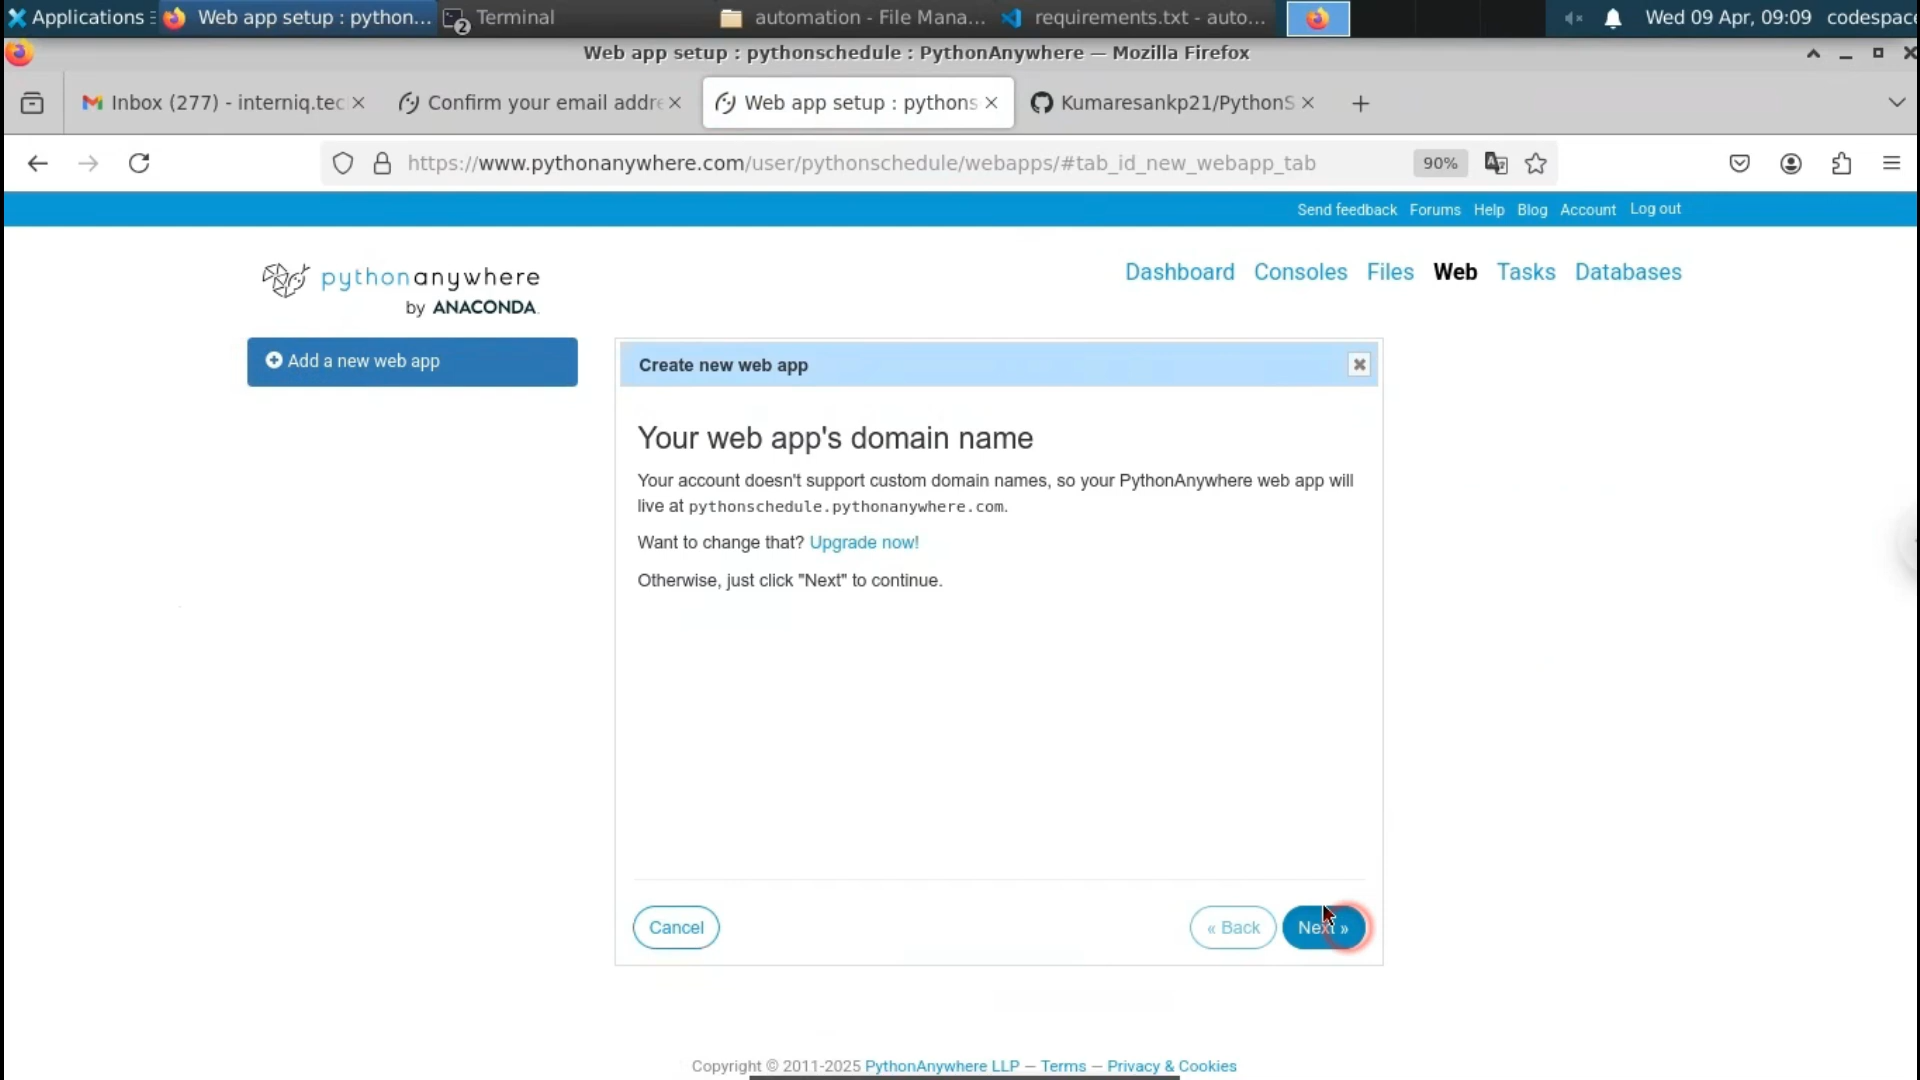 Applications
Web app setup : python...
2
Terminal
automation - File Mana...
requirements.txt - auto...
Wed 09 Apr, 09:09
codespace
Web app setup : pythonschedule : PythonAnywhere — Mozilla Firefox
Inbox (277) - interniq.tec
Confirm your email addre
Web app setup : pythons
Kumaresankp21/PythonS
https://www.pythonanywhere.com/user/pythonschedule/webapps/#tab_id_new_webapp_tab
90%
Send feedback Forums Help Blog Account Log out
pythonanywhere
by ANACONDA.
Dashboard Consoles Files Web Tasks Databases
Add a new web app
Create new web app
Your web app's domain name
Your account doesn't support custom domain names, so your PythonAnywhere web app will
live at pythonschedule.pythonanywhere.com.
Want to change that? Upgrade now!
Otherwise, just click "Next" to continue.
Cancel
« Back
Next »
Copyright © 2011-2025 PythonAnywhere LLP — Terms — Privacy & Cookies